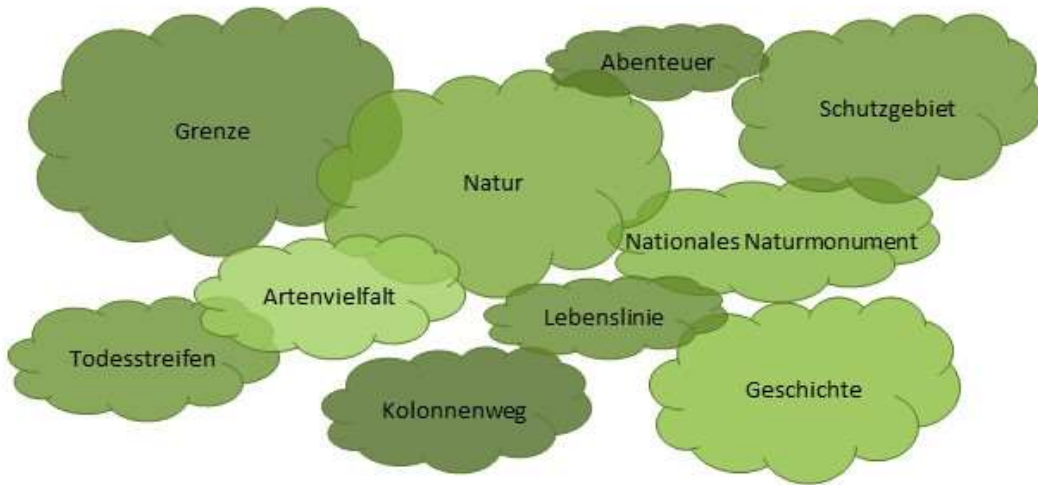 Abenteuer
Schutzgebiet
Grenze
Natur
Nationales Naturmonument
Artenvielfalt
Lebenslinie
Todesstreifen
Geschichte
Kolonnenweg